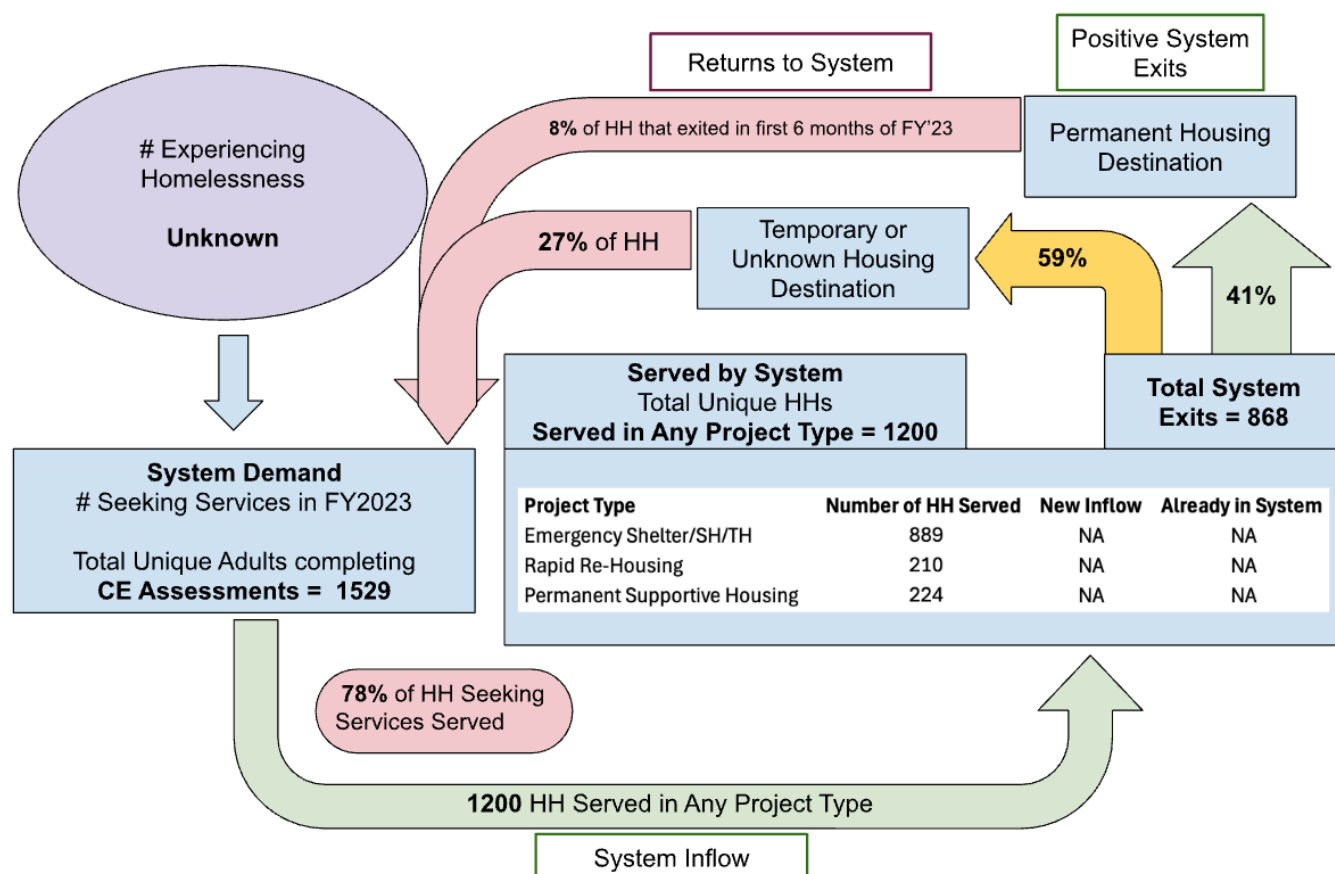 Returns to System
Positive System
Exits
# Experiencing
Homelessness
Unknown
8% of HH that exited in first 6 months of FY'23
Permanent Housing
Destination
27% of HH
Temporary or
Unknown Housing
Destination
59%
41%
Served by System
Total Unique HHs
Served in Any Project Type = 1200
Total System
Exits = 868
System Demand
# Seeking Services in FY2023
Total Unique Adults completing
CE Assessments = 1529
Project Type Number of HH Served New Inflow Already in System
Emergency Shelter/SH/TH 889 NA NA
Rapid Re-Housing 210 NA NA
Permanent Supportive Housing 224 NA NA
78% of HH Seeking
Services Served
1200 HH Served in Any Project Type
System Inflow